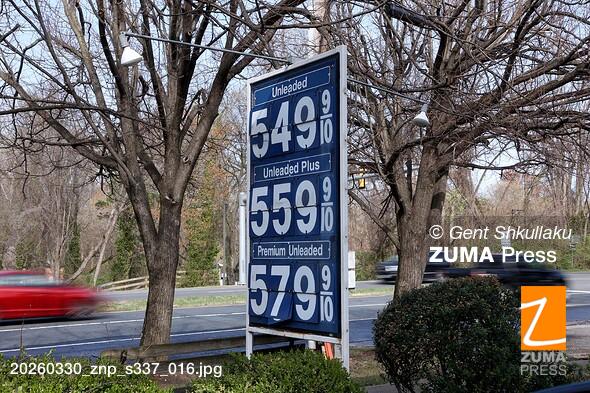 Unleaded
549 9/10
Unleaded Plus
559 9/10
Premium Unleaded
579 9/10
© Gent Shkullaku
ZUMA Press
Z
ZUMA
PRESS
20260330_znp_s337_016.jpg